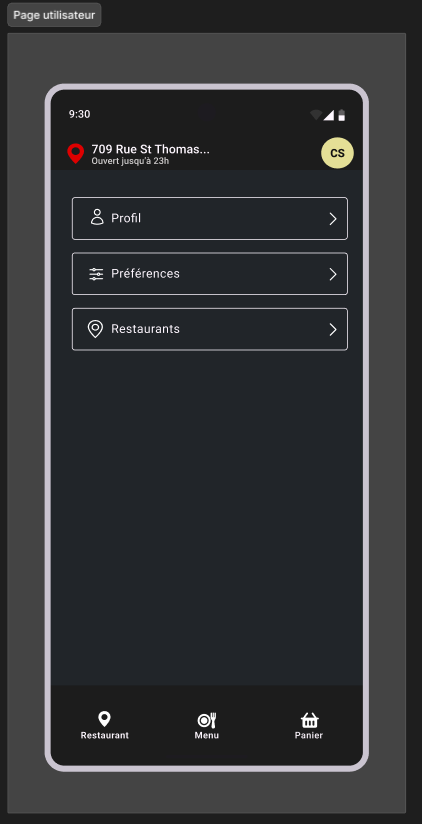 Page utilisateur
9:30
709 Rue St Thomas...
Ouvert jusqu'à 23h
CS
Profil
Préférences
Restaurants
Restaurant
Menu
Panier